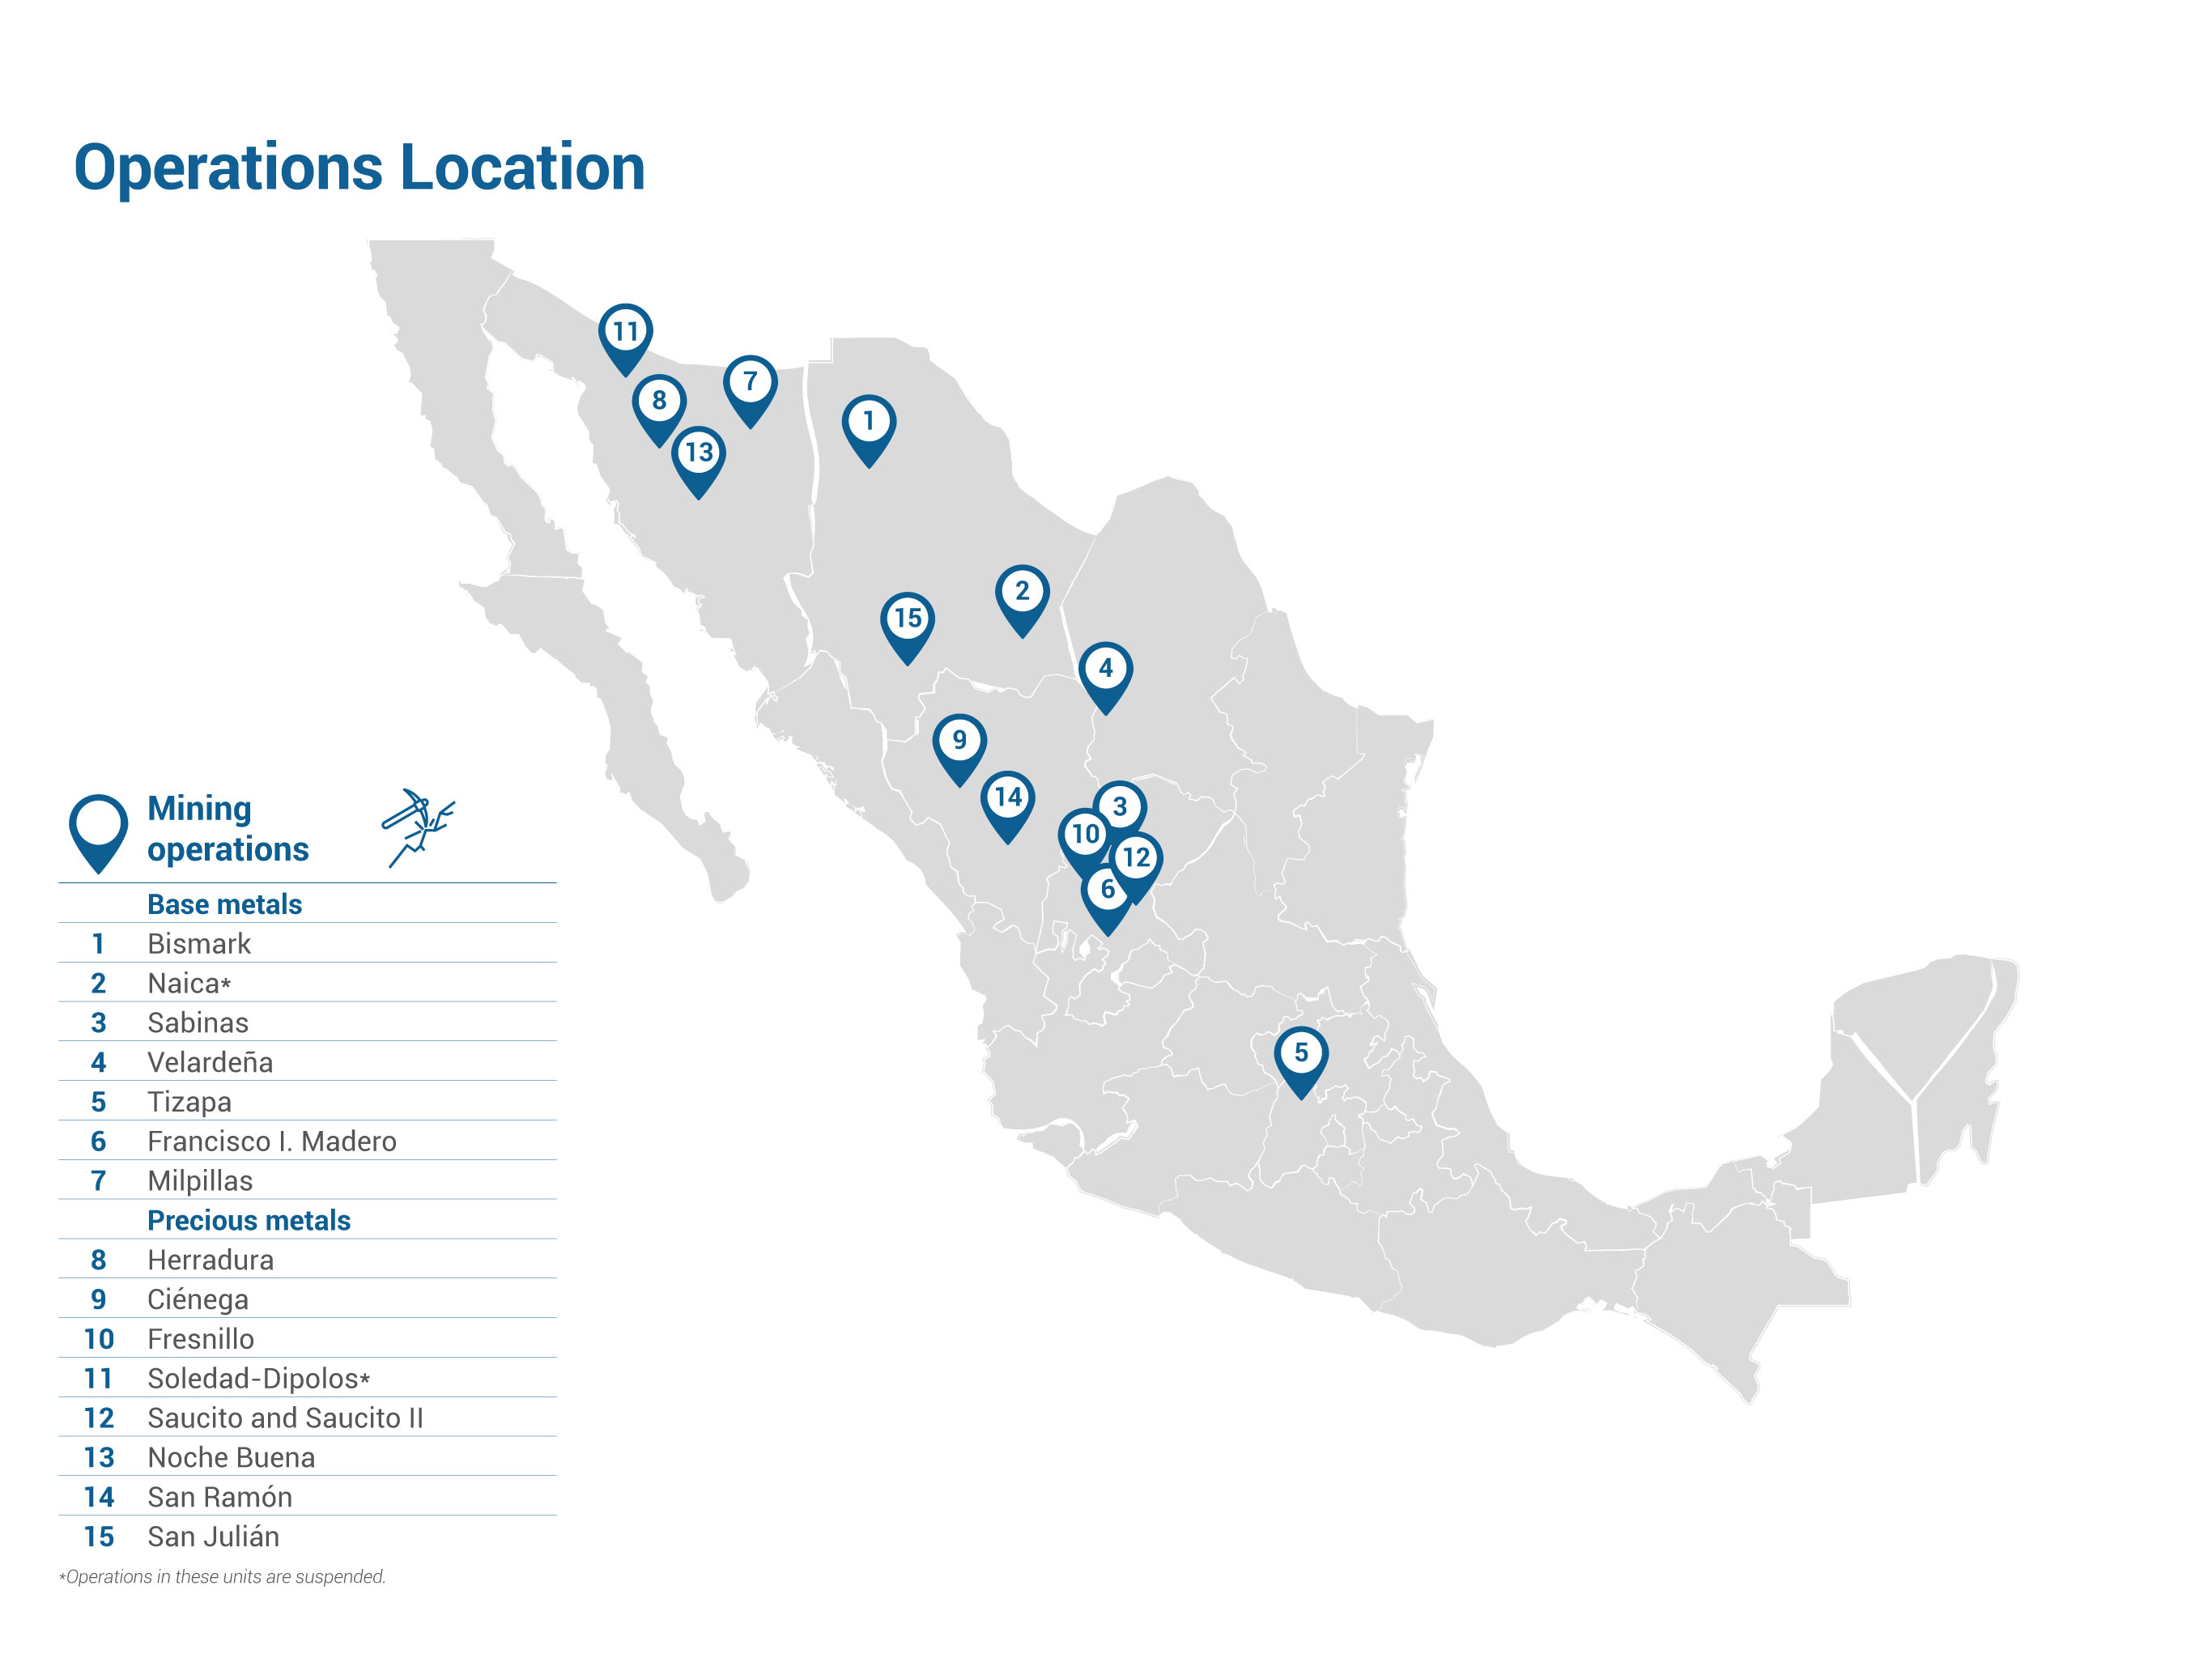 Operations Location
11
7
8
1
13
2
15
4
9
14
3
10
12
6
5
Mining
operations
Base metals
1 Bismark
2 Naica*
3 Sabinas
4 Velardeña
5 Tizapa
6 Francisco I. Madero
7 Milpillas
Precious metals
8 Herradura
9 Ciénega
10 Fresnillo
11 Soledad-Dipolos*
12 Saucito and Saucito II
13 Noche Buena
14 San Ramón
15 San Julián
*Operations in these units are suspended.